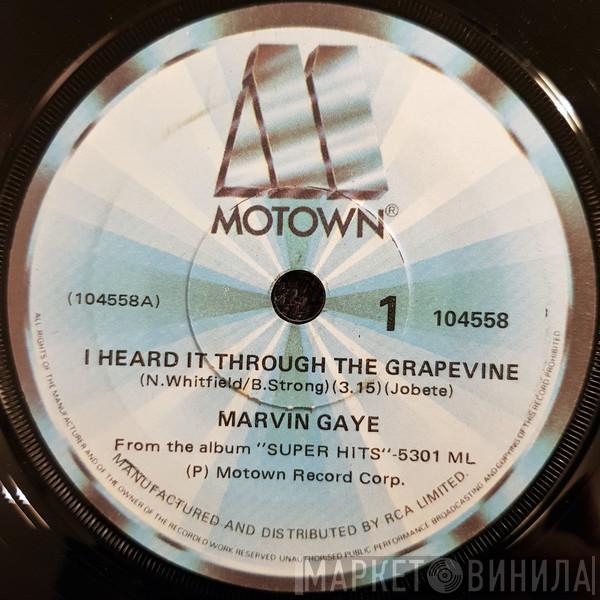 MOTOWN®
(104558A)
1
104558
I HEARD IT THROUGH THE GRAPEVINE
(N.Whitfield/B.Strong)(3.15)(Jobete)
MARVIN GAYE
From the album "SUPER HITS"-5301 ML
(P) Motown Record Corp.
MANUFACTURED AND DISTRIBUTED BY RCA LIMITED.
ALL RIGHTS OF THE MANUFACTURER AND OF THE OWNER OF THE RECORDED WORK RESERVED UNAUTHORISED PUBLIC PERFORMANCE BROADCASTING AND COPYING OF THIS RECORD PROHIBITED
МАРКЕТ ВИНИЛА